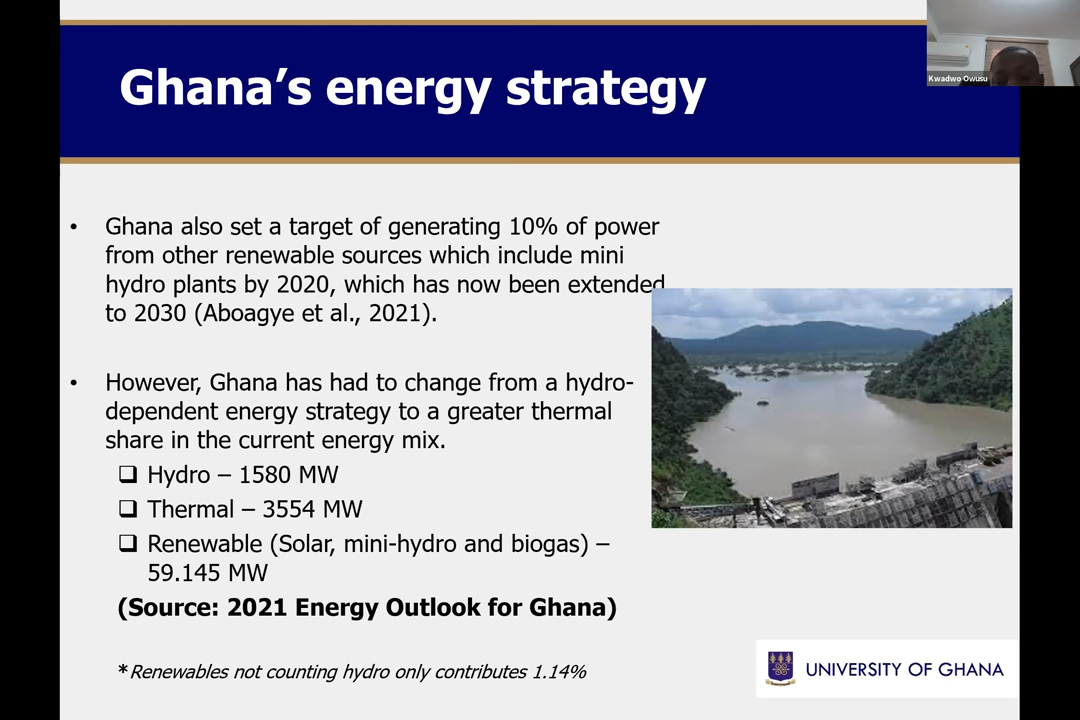 Ghana’s energy strategy
Kwadwo Owusu
• Ghana also set a target of generating 10% of power
from other renewable sources which include mini
hydro plants by 2020, which has now been extended
to 2030 (Aboagye et al., 2021).
• However, Ghana has had to change from a hydro-
dependent energy strategy to a greater thermal
share in the current energy mix.
❑ Hydro – 1580 MW
❑ Thermal – 3554 MW
❑ Renewable (Solar, mini-hydro and biogas) –
59.145 MW
(Source: 2021 Energy Outlook for Ghana)
*Renewables not counting hydro only contributes 1.14%
UNIVERSITY OF GHANA